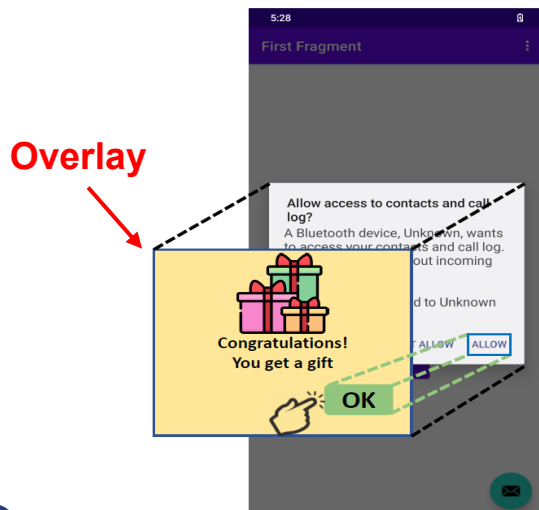 5:28
First Fragment
Overlay
Allow access to contacts and call
log?
A Bluetooth device, Unknown, wants
to access your contacts and call log.
out incoming
d to Unknown
ALLOW
ALLOW
Congratulations!
You get a gift
OK